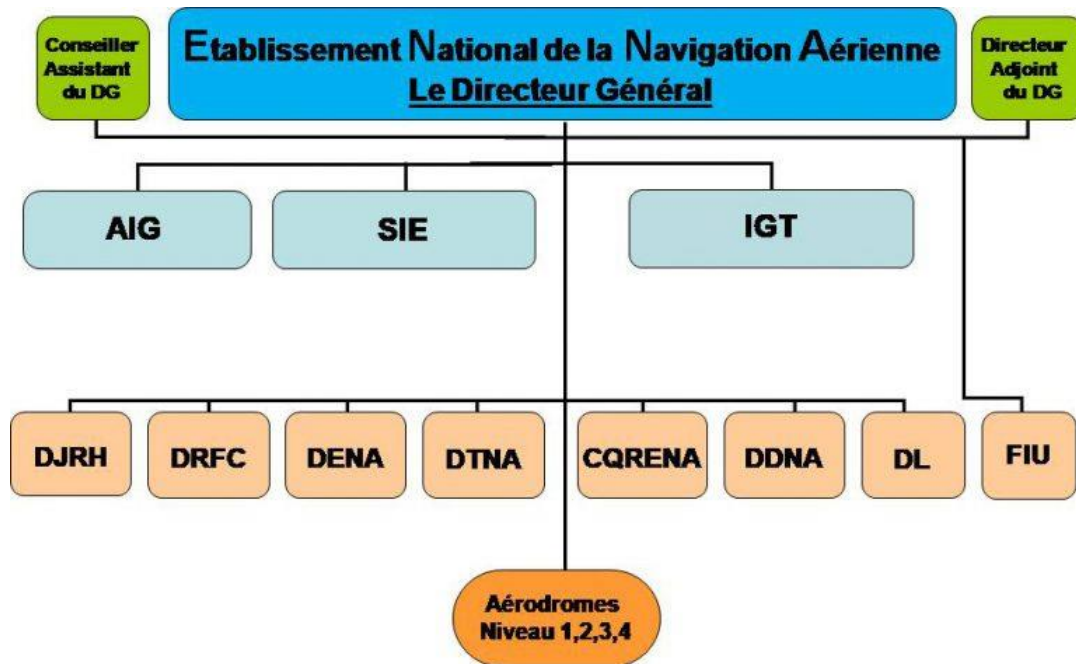 Conseiller
Assistant
du DG
Etablissement National de la Navigation Aérienne
Le Directeur Général
Directeur
Adjoint
du DG
AIG
SIE
IGT
DJRH
DRFC
DENA
DTNA
CQRENA
DDNA
DL
FIU
Aérodromes
Niveau 1,2,3,4